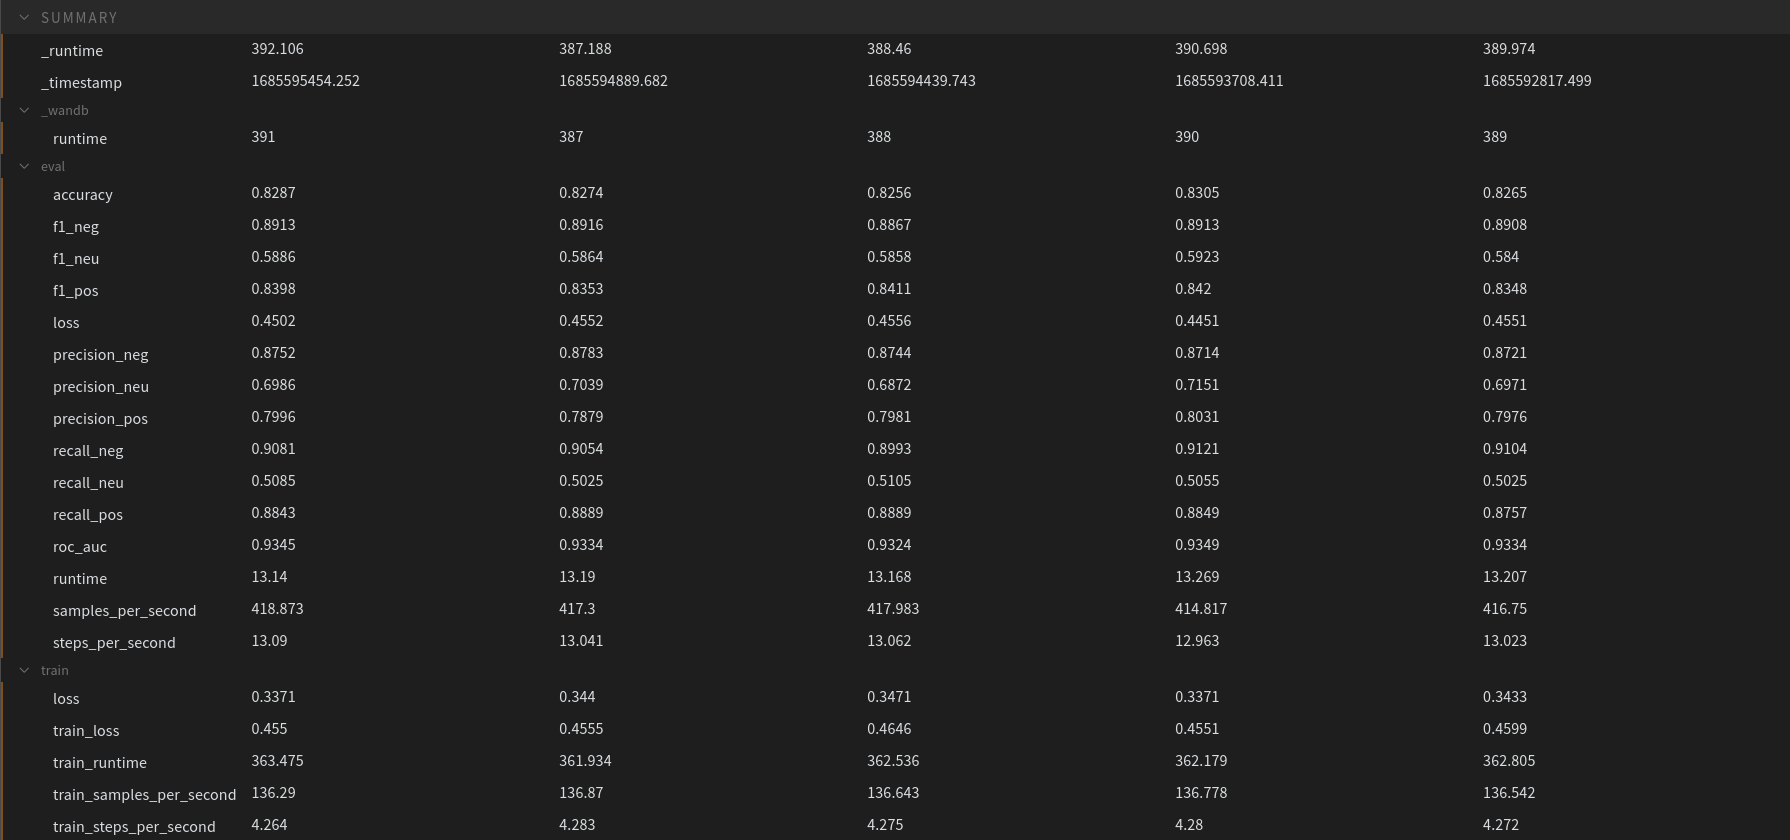 SUMMARY
_runtime 392.106 387.188 388.46 390.698 389.974
_timestamp 1685595454.252 1685594889.682 1685594439.743 1685593708.411 1685592817.499
_wandb
runtime 391 387 388 390 389
eval
accuracy 0.8287 0.8274 0.8256 0.8305 0.8265
f1_neg 0.8913 0.8916 0.8867 0.8913 0.8908
f1_neu 0.5886 0.5864 0.5858 0.5923 0.584
f1_pos 0.8398 0.8353 0.8411 0.842 0.8348
loss 0.4502 0.4552 0.4556 0.4451 0.4551
precision_neg 0.8752 0.8783 0.8744 0.8714 0.8721
precision_neu 0.6986 0.7039 0.6872 0.7151 0.6971
precision_pos 0.7996 0.7879 0.7981 0.8031 0.7976
recall_neg 0.9081 0.9054 0.8993 0.9121 0.9104
recall_neu 0.5085 0.5025 0.5105 0.5055 0.5025
recall_pos 0.8843 0.8889 0.8889 0.8849 0.8757
roc_auc 0.9345 0.9334 0.9324 0.9349 0.9334
runtime 13.14 13.19 13.168 13.269 13.207
samples_per_second 418.873 417.3 417.983 414.817 416.75
steps_per_second 13.09 13.041 13.062 12.963 13.023
train
loss 0.3371 0.344 0.3471 0.3371 0.3433
train_loss 0.455 0.4555 0.4646 0.4551 0.4599
train_runtime 363.475 361.934 362.536 362.179 362.805
train_samples_per_second 136.29 136.87 136.643 136.778 136.542
train_steps_per_second 4.264 4.283 4.275 4.28 4.272